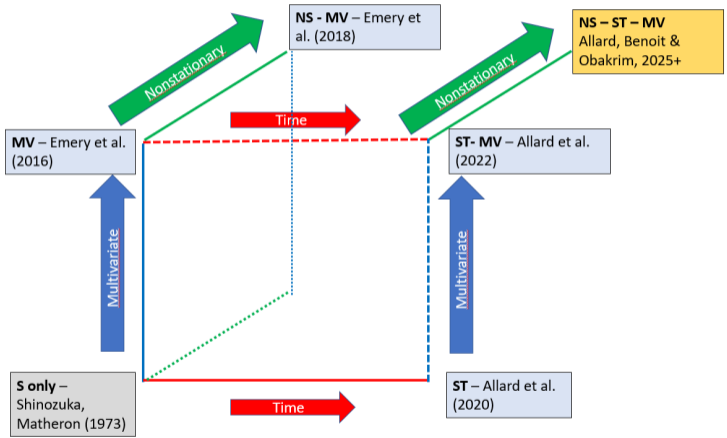 NS - MV – Emery et
al. (2018)
NS – ST – MV
Allard, Benoit &
Obakrim, 2025+
Nonstationary
Nonstationary
Time
MV – Emery et al.
(2016)
ST- MV – Allard et al.
(2022)
Multivariate
Multivariate
S only –
Shinozuka,
Matheron (1973)
Time
ST – Allard et al.
(2020)